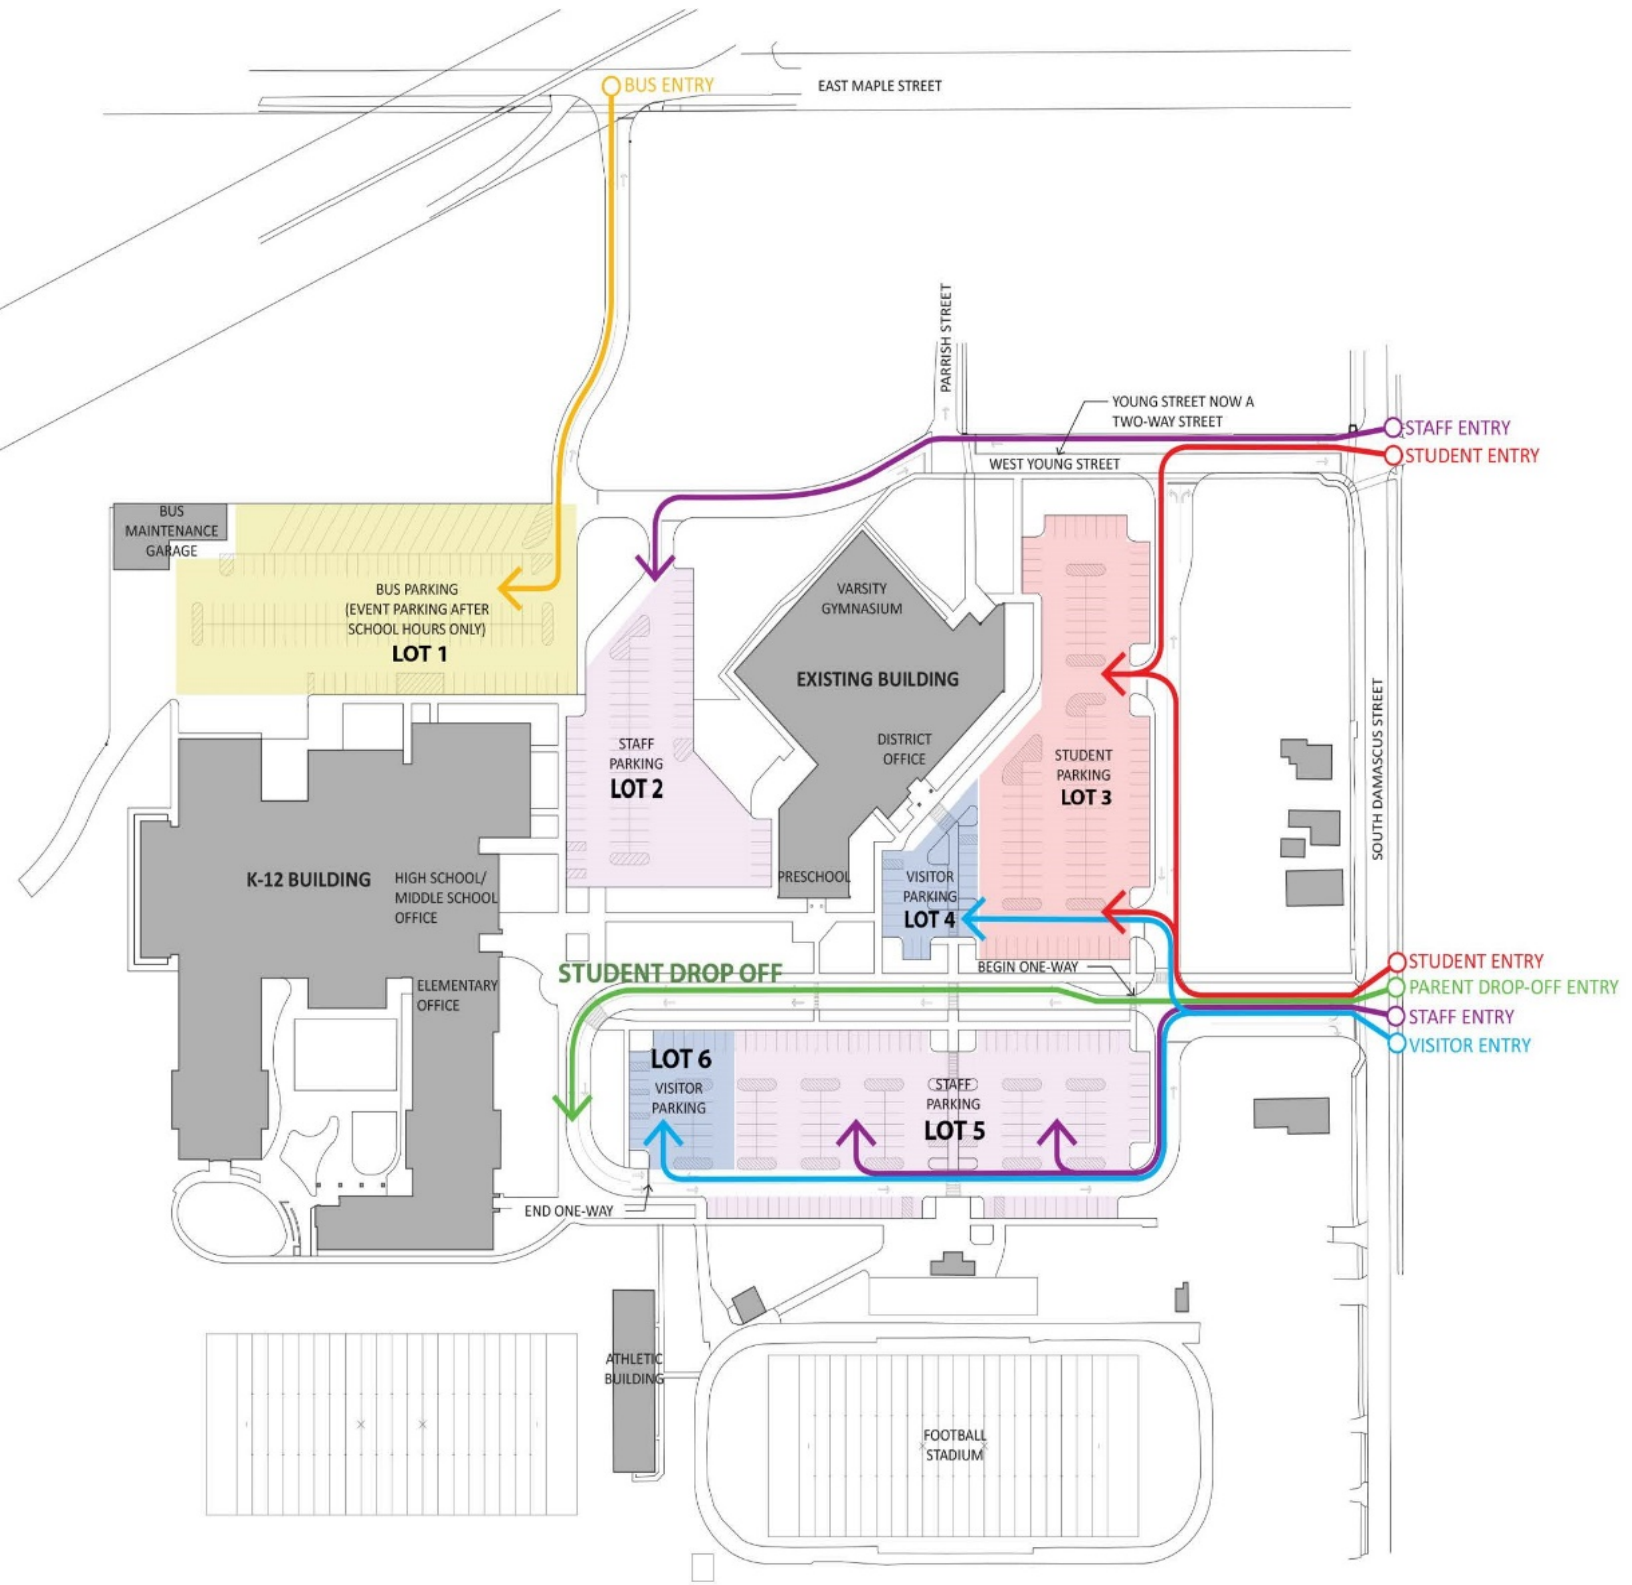 BUS ENTRY
EAST MAPLE STREET
PARRISH STREET
YOUNG STREET NOW A
TWO-WAY STREET
STAFF ENTRY
STUDENT ENTRY
WEST YOUNG STREET
BUS
MAINTENANCE
GARAGE
BUS PARKING
(EVENT PARKING AFTER
SCHOOL HOURS ONLY)
LOT 1
VARSITY
GYMNASIUM
EXISTING BUILDING
DISTRICT
OFFICE
STAFF
PARKING
LOT 2
STUDENT
PARKING
LOT 3
SOUTH DAMASCUS STREET
K-12 BUILDING
HIGH SCHOOL/
MIDDLE SCHOOL
OFFICE
PRESCHOOL
VISITOR
PARKING
LOT 4
STUDENT DROP OFF
BEGIN ONE-WAY
ELEMENTARY
OFFICE
STUDENT ENTRY
PARENT DROP-OFF ENTRY
STAFF ENTRY
VISITOR ENTRY
LOT 6
VISITOR
PARKING
STAFF
PARKING
LOT 5
END ONE-WAY
ATHLETIC
BUILDING
FOOTBALL
STADIUM